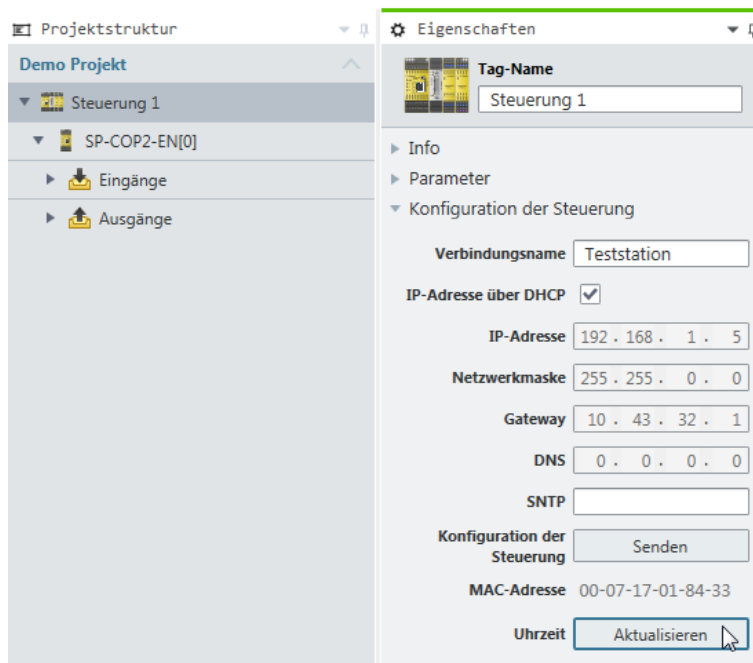 Projektstruktur
Demo Projekt
Steuerung 1
SP-COP2-EN[0]
Eingänge
Ausgänge
Eigenschaften
Tag-Name
Steuerung 1
Info
Parameter
Konfiguration der Steuerung
Verbindungsname Teststation
IP-Adresse über DHCP
IP-Adresse 192 . 168 . 1 . 5
Netzwerkmaske 255 . 255 . 0 . 0
Gateway 10 . 43 . 32 . 1
DNS 0 . 0 . 0 . 0
SNTP
Konfiguration der
Steuerung Senden
MAC-Adresse 00-07-17-01-84-33
Uhrzeit Aktualisieren